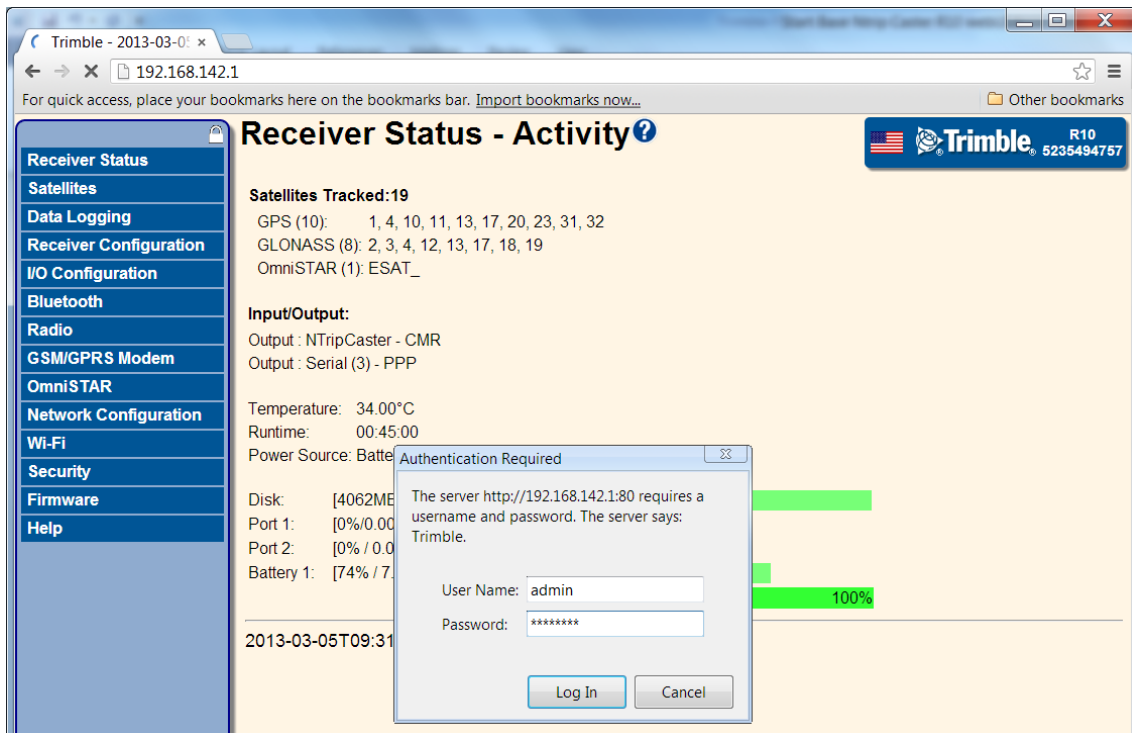 Trimble - 2013-03-05
192.168.142.1
For quick access, place your bookmarks here on the bookmarks bar. Import bookmarks now...
Other bookmarks
Receiver Status - Activity
Trimble
R10
5235494757
Receiver Status
Satellites
Data Logging
Receiver Configuration
I/O Configuration
Bluetooth
Radio
GSM/GPRS Modem
OmniSTAR
Network Configuration
Wi-Fi
Security
Firmware
Help
Satellites Tracked:19
GPS (10): 1, 4, 10, 11, 13, 17, 20, 23, 31, 32
GLONASS (8): 2, 3, 4, 12, 13, 17, 18, 19
OmniSTAR (1): ESAT_
Input/Output:
Output : NTripCaster - CMR
Output : Serial (3) - PPP
Temperature: 34.00°C
Runtime: 00:45:00
Power Source: Batte
Disk: [4062ME
Port 1: [0%/0.00
Port 2: [0% / 0.0
Battery 1: [74% / 7.
100%
2013-03-05T09:31
Authentication Required
The server http://192.168.142.1:80 requires a
username and password. The server says:
Trimble.
User Name: admin
Password: ********
Log In Cancel